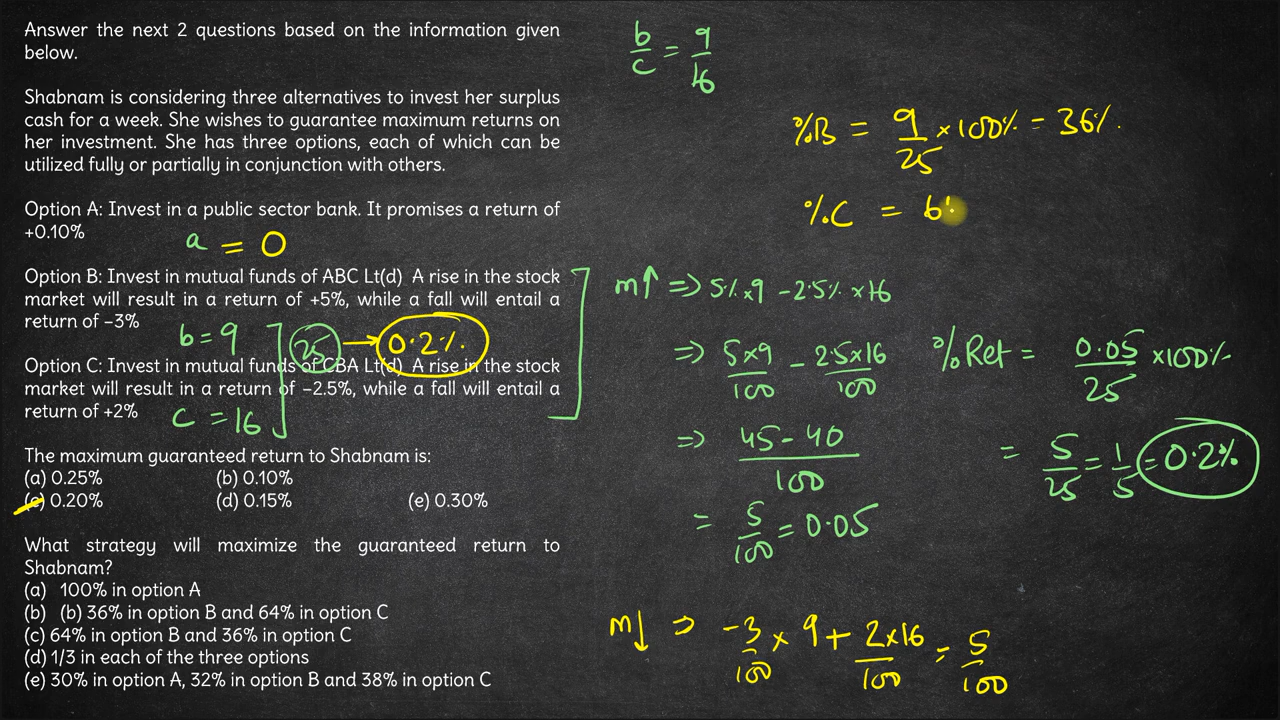 Answer the next 2 questions based on the information given
below.
Shabnam is considering three alternatives to invest her surplus
cash for a week. She wishes to guarantee maximum returns on
her investment. She has three options, each of which can be
utilized fully or partially in conjunction with others.
Option A: Invest in a public sector bank. It promises a return of
+0.10%
a = 0
Option B: Invest in mutual funds of ABC Lt(d) A rise in the stock
market will result in a return of +5%, while a fall will entail a
return of –3%
b = 9
25 → 0.2%
Option C: Invest in mutual funds of CBA Lt(d) A rise in the stock
market will result in a return of –2.5%, while a fall will entail a
return of +2%
c = 16
The maximum guaranteed return to Shabnam is:
(a) 0.25% (b) 0.10%
(c) 0.20% (d) 0.15% (e) 0.30%
What strategy will maximize the guaranteed return to
Shabnam?
(a) 100% in option A
(b) (b) 36% in option B and 64% in option C
(c) 64% in option B and 36% in option C
(d) 1/3 in each of the three options
(e) 30% in option A, 32% in option B and 38% in option C
b/c = 9/16
%B = 9/25 × 100% = 36%.
%C = 6
m↑ => 5% × 9 – 2.5% × 16
=> 5×9/100 – 2.5×16/100
=> 45 – 40/100
= 5/100 = 0.05
%Ret = 0.05/25 × 100%
= 5/25 = 1/5 = 0.2%
m↓ => –3/100 × 9 + 2×16/100 = 5/100